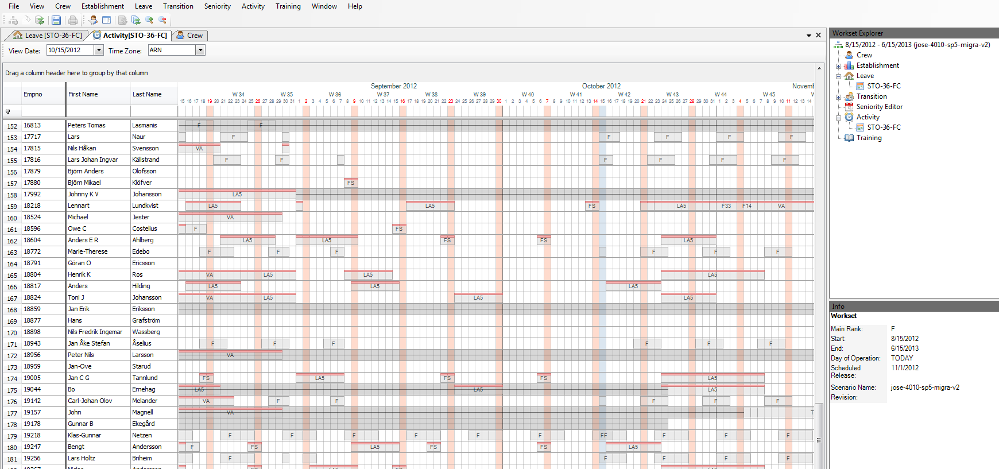 File View Crew Establishment Leave Transition Seniority Activity Training Window Help
Leave [STO-36-FC] Activity[STO-36-FC] Crew
View Date: 10/15/2012 Time Zone: ARN
Drag a column header here to group by that column
September 2012 October 2012 Novemb
Empno First Name Last Name W 34 W 35 W 36 W 37 W 38 W 39 W 40 W 41 W 42 W 43 W 44 W 45 W
15 16 17 18 19 20 21 22 23 24 25 26 27 28 29 30 31 1 2 3 4 5 6 7 8 9 10 11 12 13 14 15 16 17 18 19 20 21 22 23 24 25 26 27 28 29 30 1 2 3 4 5 6 7 8 9 10 11 12 13 14 15 16 17 18 19 20 21 22 23 24 25 26 27 28 29 30 31 1 2 3 4 5 6 7 8 9 10 11 12 13 14
152 16813 Peters Tomas Lasmanis F F
153 17717 Lars Naur F F F F F
154 17815 Nils Håkan Svensson VA
155 17816 Lars Johan Ingvar Källstrand F F F F F F
156 17879 Björn Anders Olofsson
157 17880 Björn Mikael Klöfver FS
158 17992 Johnny K V Johansson LA5
159 18218 Lennart Lundkvist LA5 LA5 FS LA5 F33 F14 VA
160 18524 Michael Jester VA
161 18596 Owe C Costelius F FS
162 18604 Anders E R Ahlberg LA5 LA5 FS FS LA5
163 18772 Marie-Therese Edebo F F F F F F
164 18791 Göran O Ericsson
165 18804 Henrik K Ros VA LA5 LA5 LA5
166 18817 Anders Hilding LA5 LA5 LA5
167 18824 Toni J Johansson VA LA5 LA5 LA5
168 18859 Jan Erik Eriksson
169 18877 Hans Grafström
170 18898 Nils Fredrik Ingemar Wassberg
171 18943 Jan Åke Stefan Åselius F F F F F F
172 18956 Peter Nils Larsson VA
173 18959 Jan-Ove Starud
174 19005 Jan C G Tannlund FS LA5 FS FS LA5
175 19044 Bo Ernehag LA5 LA5 LA5
176 19142 Carl-Johan Olov Melander VA F F F F F
177 19157 John Magnell VA T
178 19178 Gunnar B Ekegård
179 19218 Klas-Gunnar Netzen F F F F F F FF F F F
180 19247 Bengt Andersson F FS LA5 FS FS LA5
181 19256 Lars Holtz Briheim F F F F F
Workset Explorer
8/15/2012 - 6/15/2013 (jose-4010-sp5-migra-v2)
Crew
Establishment
Leave
STO-36-FC
Transition
Seniority Editor
Activity
STO-36-FC
Training
Info
Workset
Main Rank: F
Start: 8/15/2012
End: 6/15/2013
Day of Operation: TODAY
Scheduled Release: 11/1/2012
Scenario Name: jose-4010-sp5-migra-v2
Revision: